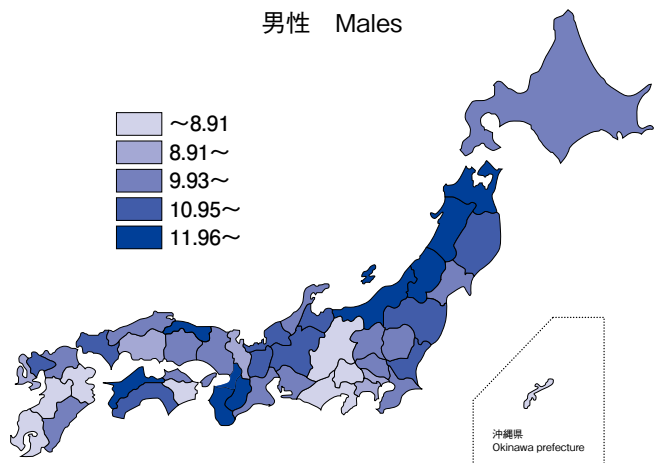 男性 Males
～8.91
8.91～
9.93～
10.95～
11.96～
沖縄県
Okinawa prefecture